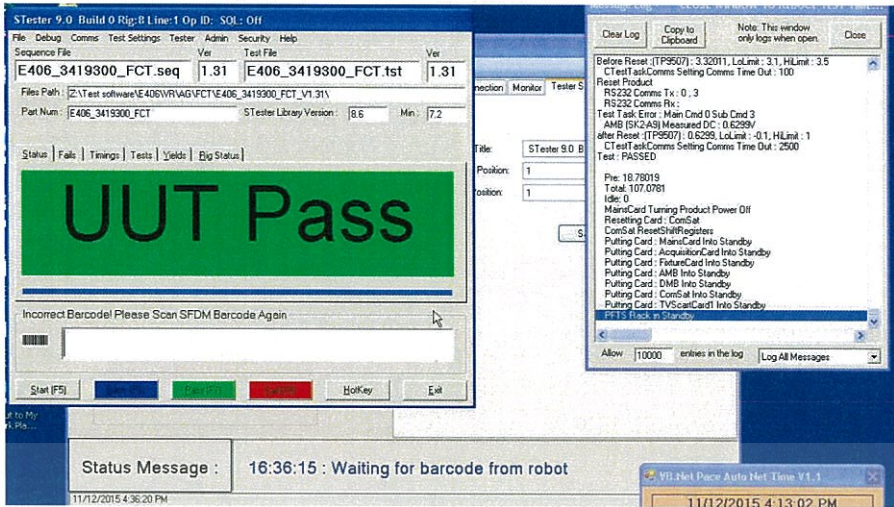 STester 9.0 Build 0 Rig:8 Line:1 Op ID: SQL: Off
File Debug Comms Test Settings Tester Admin Security Help
Sequence File Ver Test File Ver
E406_3419300_FCT.seq 1.31 E406_3419300_FCT.tst 1.31
Files Path : Z:\Test software\E406\VR\AG\FCT\E406_3419300_FCT_V1.31\
Part Num : E406_3419300_FCT STester Library Version : 8.6 Min : 7.2
Status Fails Timings Tests Yields Rig Status
UUT Pass
Incorrect Barcode! Please Scan SFDM Barcode Again
Start (F5) HotKey Exit
Monitor Tester S
Title: STester 9.0 B
Position: 1
osition: 1
Message Log
Clear Log Copy to Clipboard Note: This window only logs when open. Close
Before Reset :(TP9507) : 3.32011, LoLimit : 3.1, HiLimit : 3.5
CTestTaskComms Setting Comms Time Out : 100
Reset Product
RS232 Comms Tx : 0 , 3
RS232 Comms Rx :
Test Task Error : Main Cmd 0 Sub Cmd 3
AMB (SK2-A9) Measured DC : 0.6299V
after Reset :(TP9507) : 0.6299, LoLimit : -0.1, HiLimit : 1
CTestTaskComms Setting Comms Time Out : 2500
Test : PASSED
Pre: 18.78019
Total: 107.0781
Idle: 0
MainsCard Turning Product Power Off
Resetting Card : ComSat
ComSat ResetShiftRegisters
Putting Card : MainsCard Into Standby
Putting Card : AcquisitionCard Into Standby
Putting Card : FixtureCard Into Standby
Putting Card : AMB Into Standby
Putting Card : DMB Into Standby
Putting Card : ComSat Into Standby
Putting Card : TVScartCard1 Into Standby
PFTS Rack in Standby
Allow 10000 entries in the log Log All Messages
Status Message : 16:36:15 : Waiting for barcode from robot
11/12/2015 4:36:20 PM
VB.Net Pace Auto Net Time V1.1
11/12/2015 4:13:02 PM